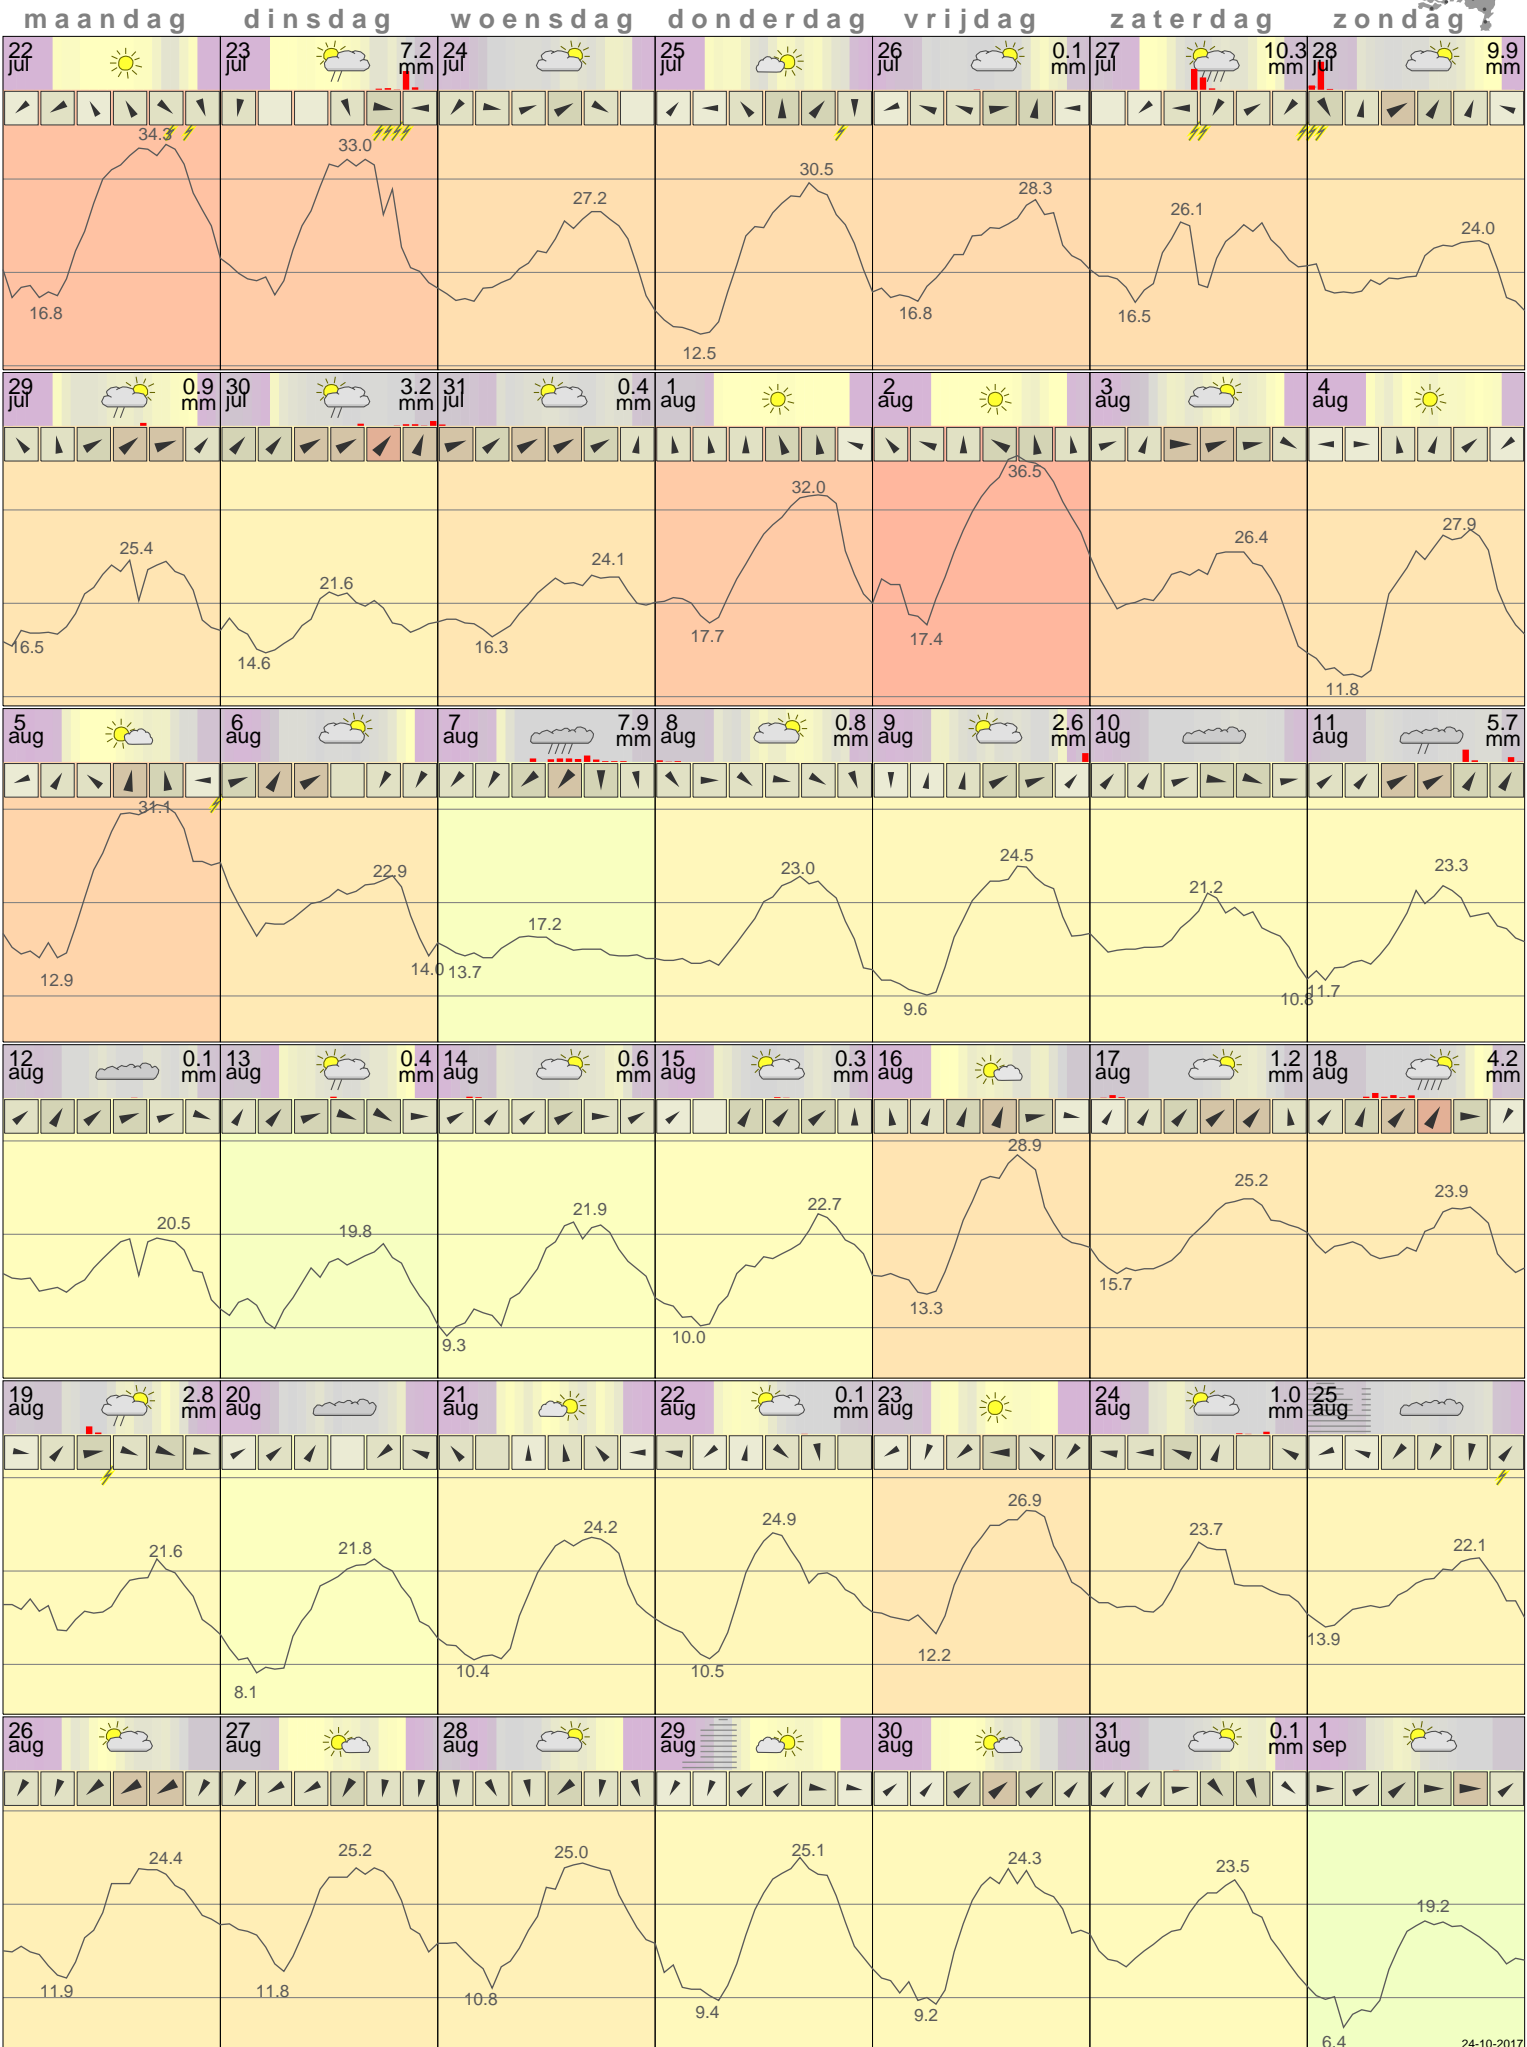 maandag dinsdag woensdag donderdag vrijdag zaterdag zondag
22 jul 23 jul 7.2 mm 24 jul 25 jul 26 jul 0.1 mm 27 jul 10.3 mm 28 jul 9.9 mm
34.3 33.0 27.2 30.5 28.3 26.1 24.0
16.8 12.5 16.8 16.5
29 jul 0.9 mm 30 jul 3.2 mm 31 jul 0.4 mm 1 aug 2 aug 3 aug 4 aug
25.4 21.6 24.1 32.0 36.5 26.4 27.9
16.5 14.6 16.3 17.7 17.4 11.8
5 aug 6 aug 7 aug 7.9 mm 8 aug 0.8 mm 9 aug 2.6 mm 10 aug 11 aug 5.7 mm
31.1 22.9 17.2 23.0 24.5 21.2 23.3
12.9 14.0 13.7 9.6 10.8 11.7
12 aug 0.1 mm 13 aug 0.4 mm 14 aug 0.6 mm 15 aug 0.3 mm 16 aug 17 aug 1.2 mm 18 aug 4.2 mm
20.5 19.8 21.9 22.7 28.9 25.2 23.9
9.3 10.0 13.3 15.7
19 aug 2.8 mm 20 aug 21 aug 22 aug 0.1 mm 23 aug 24 aug 1.0 mm 25 aug
21.6 21.8 24.2 24.9 26.9 23.7 22.1
8.1 10.4 10.5 12.2 13.9
26 aug 27 aug 28 aug 29 aug 30 aug 31 aug 0.1 mm 1 sep
24.4 25.2 25.0 25.1 24.3 23.5 19.2
11.9 11.8 10.8 9.4 9.2 6.4
24-10-2017